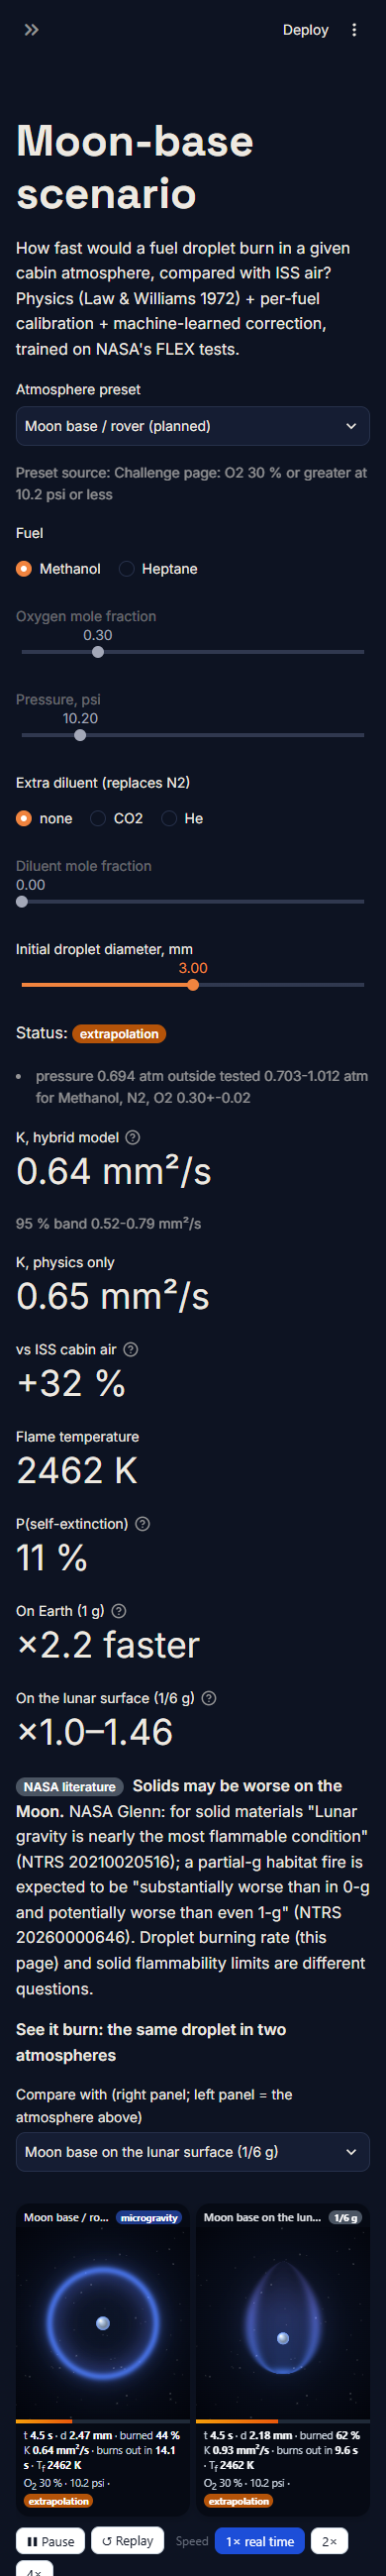 Deploy
Moon-base
scenario
How fast would a fuel droplet burn in a given
cabin atmosphere, compared with ISS air?
Physics (Law & Williams 1972) + per-fuel
calibration + machine-learned correction,
trained on NASA's FLEX tests.
Atmosphere preset
Moon base / rover (planned)
Preset source: Challenge page: O2 30 % or greater at
10.2 psi or less
Fuel
Methanol Heptane
Oxygen mole fraction
0.30
Pressure, psi
10.20
Extra diluent (replaces N2)
none CO2 He
Diluent mole fraction
0.00
Initial droplet diameter, mm
3.00
Status: extrapolation
• pressure 0.694 atm outside tested 0.703-1.012 atm
for Methanol, N2, O2 0.30+-0.02
K, hybrid model
0.64 mm²/s
95 % band 0.52-0.79 mm²/s
K, physics only
0.65 mm²/s
vs ISS cabin air
+32 %
Flame temperature
2462 K
P(self-extinction)
11 %
On Earth (1 g)
×2.2 faster
On the lunar surface (1/6 g)
×1.0–1.46
NASA literature Solids may be worse on the
Moon. NASA Glenn: for solid materials "Lunar
gravity is nearly the most flammable condition"
(NTRS 20210020516); a partial-g habitat fire is
expected to be "substantially worse than in 0-g
and potentially worse than even 1-g" (NTRS
20260000646). Droplet burning rate (this
page) and solid flammability limits are different
questions.
See it burn: the same droplet in two
atmospheres
Compare with (right panel; left panel = the
atmosphere above)
Moon base on the lunar surface (1/6 g)
Moon base / ro... microgravity
t 4.5 s · d 2.47 mm · burned 44 %
K 0.64 mm²/s · burns out in 14.1
s · Tf 2462 K
O₂ 30 % · 10.2 psi ·
extrapolation
Moon base on the lun... 1/6 g
t 4.5 s · d 2.18 mm · burned 62 %
K 0.93 mm²/s · burns out in 9.6 s
· Tf 2462 K
O₂ 30 % · 10.2 psi ·
extrapolation
Pause ↺ Replay Speed 1× real time 2×
4×